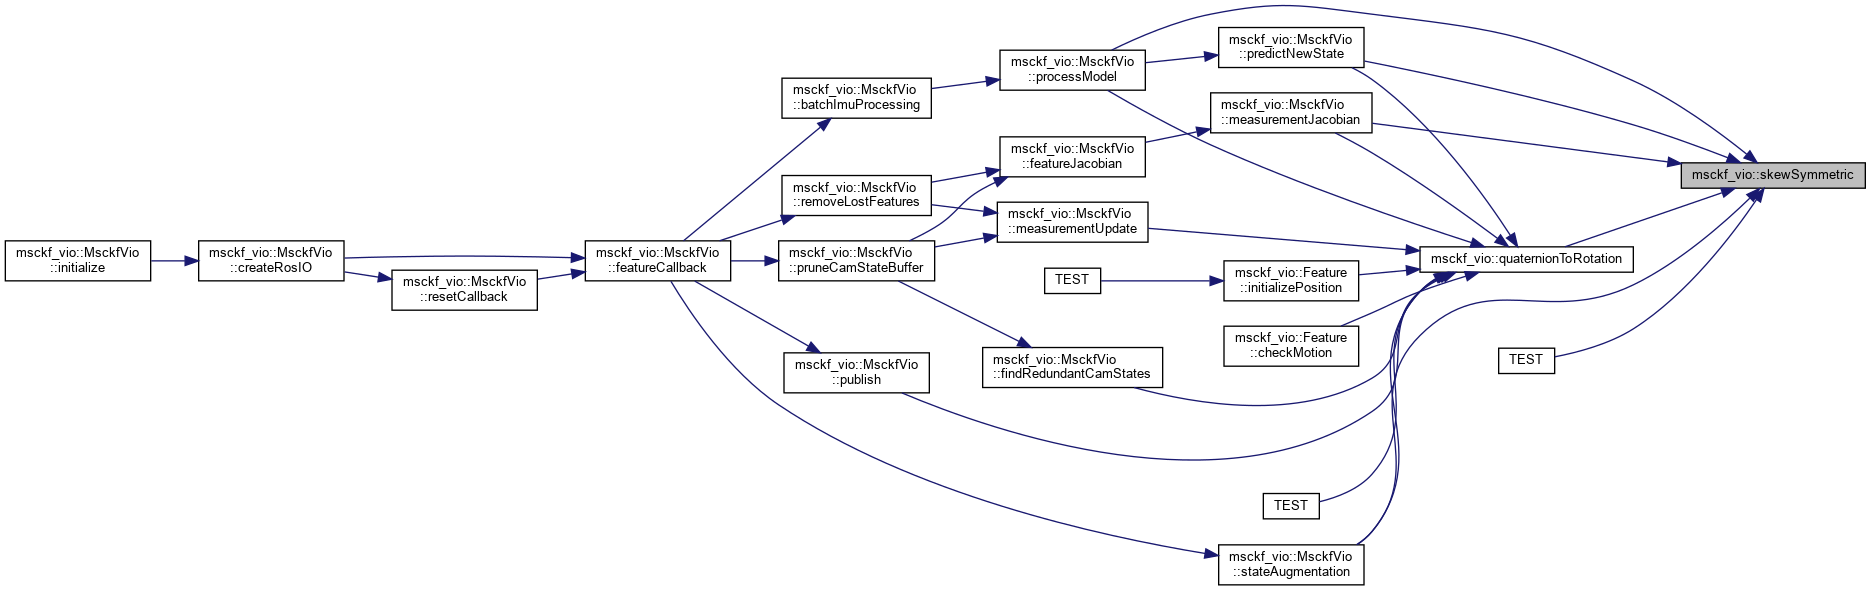 msckf_vio::MsckfVio
::initialize
msckf_vio::MsckfVio
::createRosIO
msckf_vio::MsckfVio
::resetCallback
msckf_vio::MsckfVio
::featureCallback
msckf_vio::MsckfVio
::batchImuProcessing
msckf_vio::MsckfVio
::removeLostFeatures
msckf_vio::MsckfVio
::pruneCamStateBuffer
msckf_vio::MsckfVio
::publish
msckf_vio::MsckfVio
::processModel
msckf_vio::MsckfVio
::featureJacobian
msckf_vio::MsckfVio
::measurementUpdate
TEST
msckf_vio::MsckfVio
::findRedundantCamStates
msckf_vio::MsckfVio
::predictNewState
msckf_vio::MsckfVio
::measurementJacobian
msckf_vio::Feature
::initializePosition
msckf_vio::Feature
::checkMotion
TEST
msckf_vio::MsckfVio
::stateAugmentation
msckf_vio::quaternionToRotation
TEST
msckf_vio::skewSymmetric